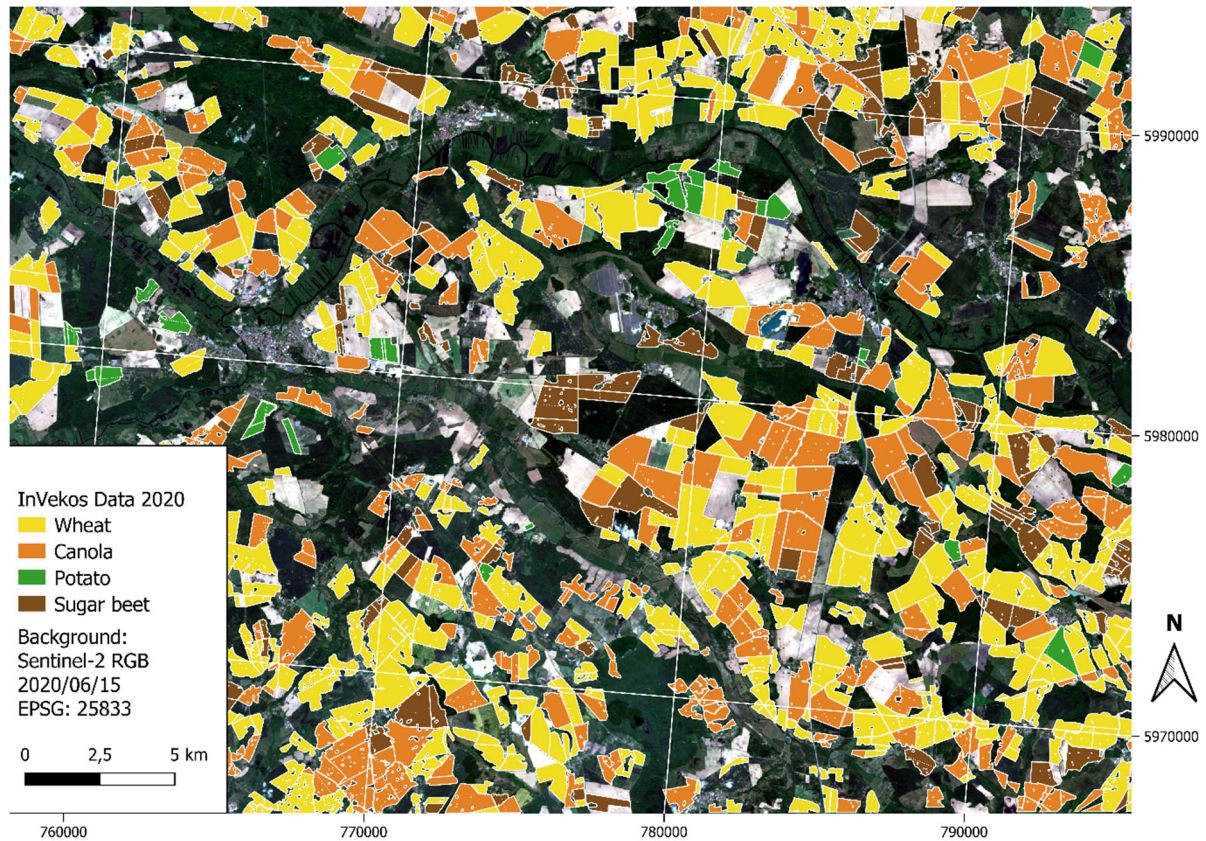 5990000
5980000
InVekos Data 2020
Wheat
Canola
Potato
Sugar beet
Background:
Sentinel-2 RGB
2020/06/15
EPSG: 25833
0 2,5 5 km
N
5970000
760000 770000 780000 790000